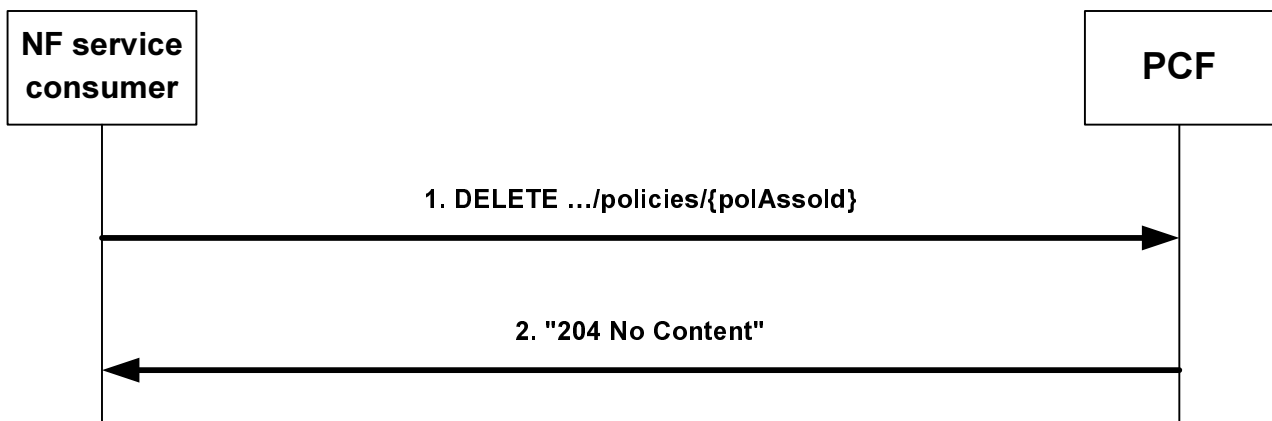 NF service
consumer
PCF
1. DELETE …/policies/{polAssoId}
2. "204 No Content"